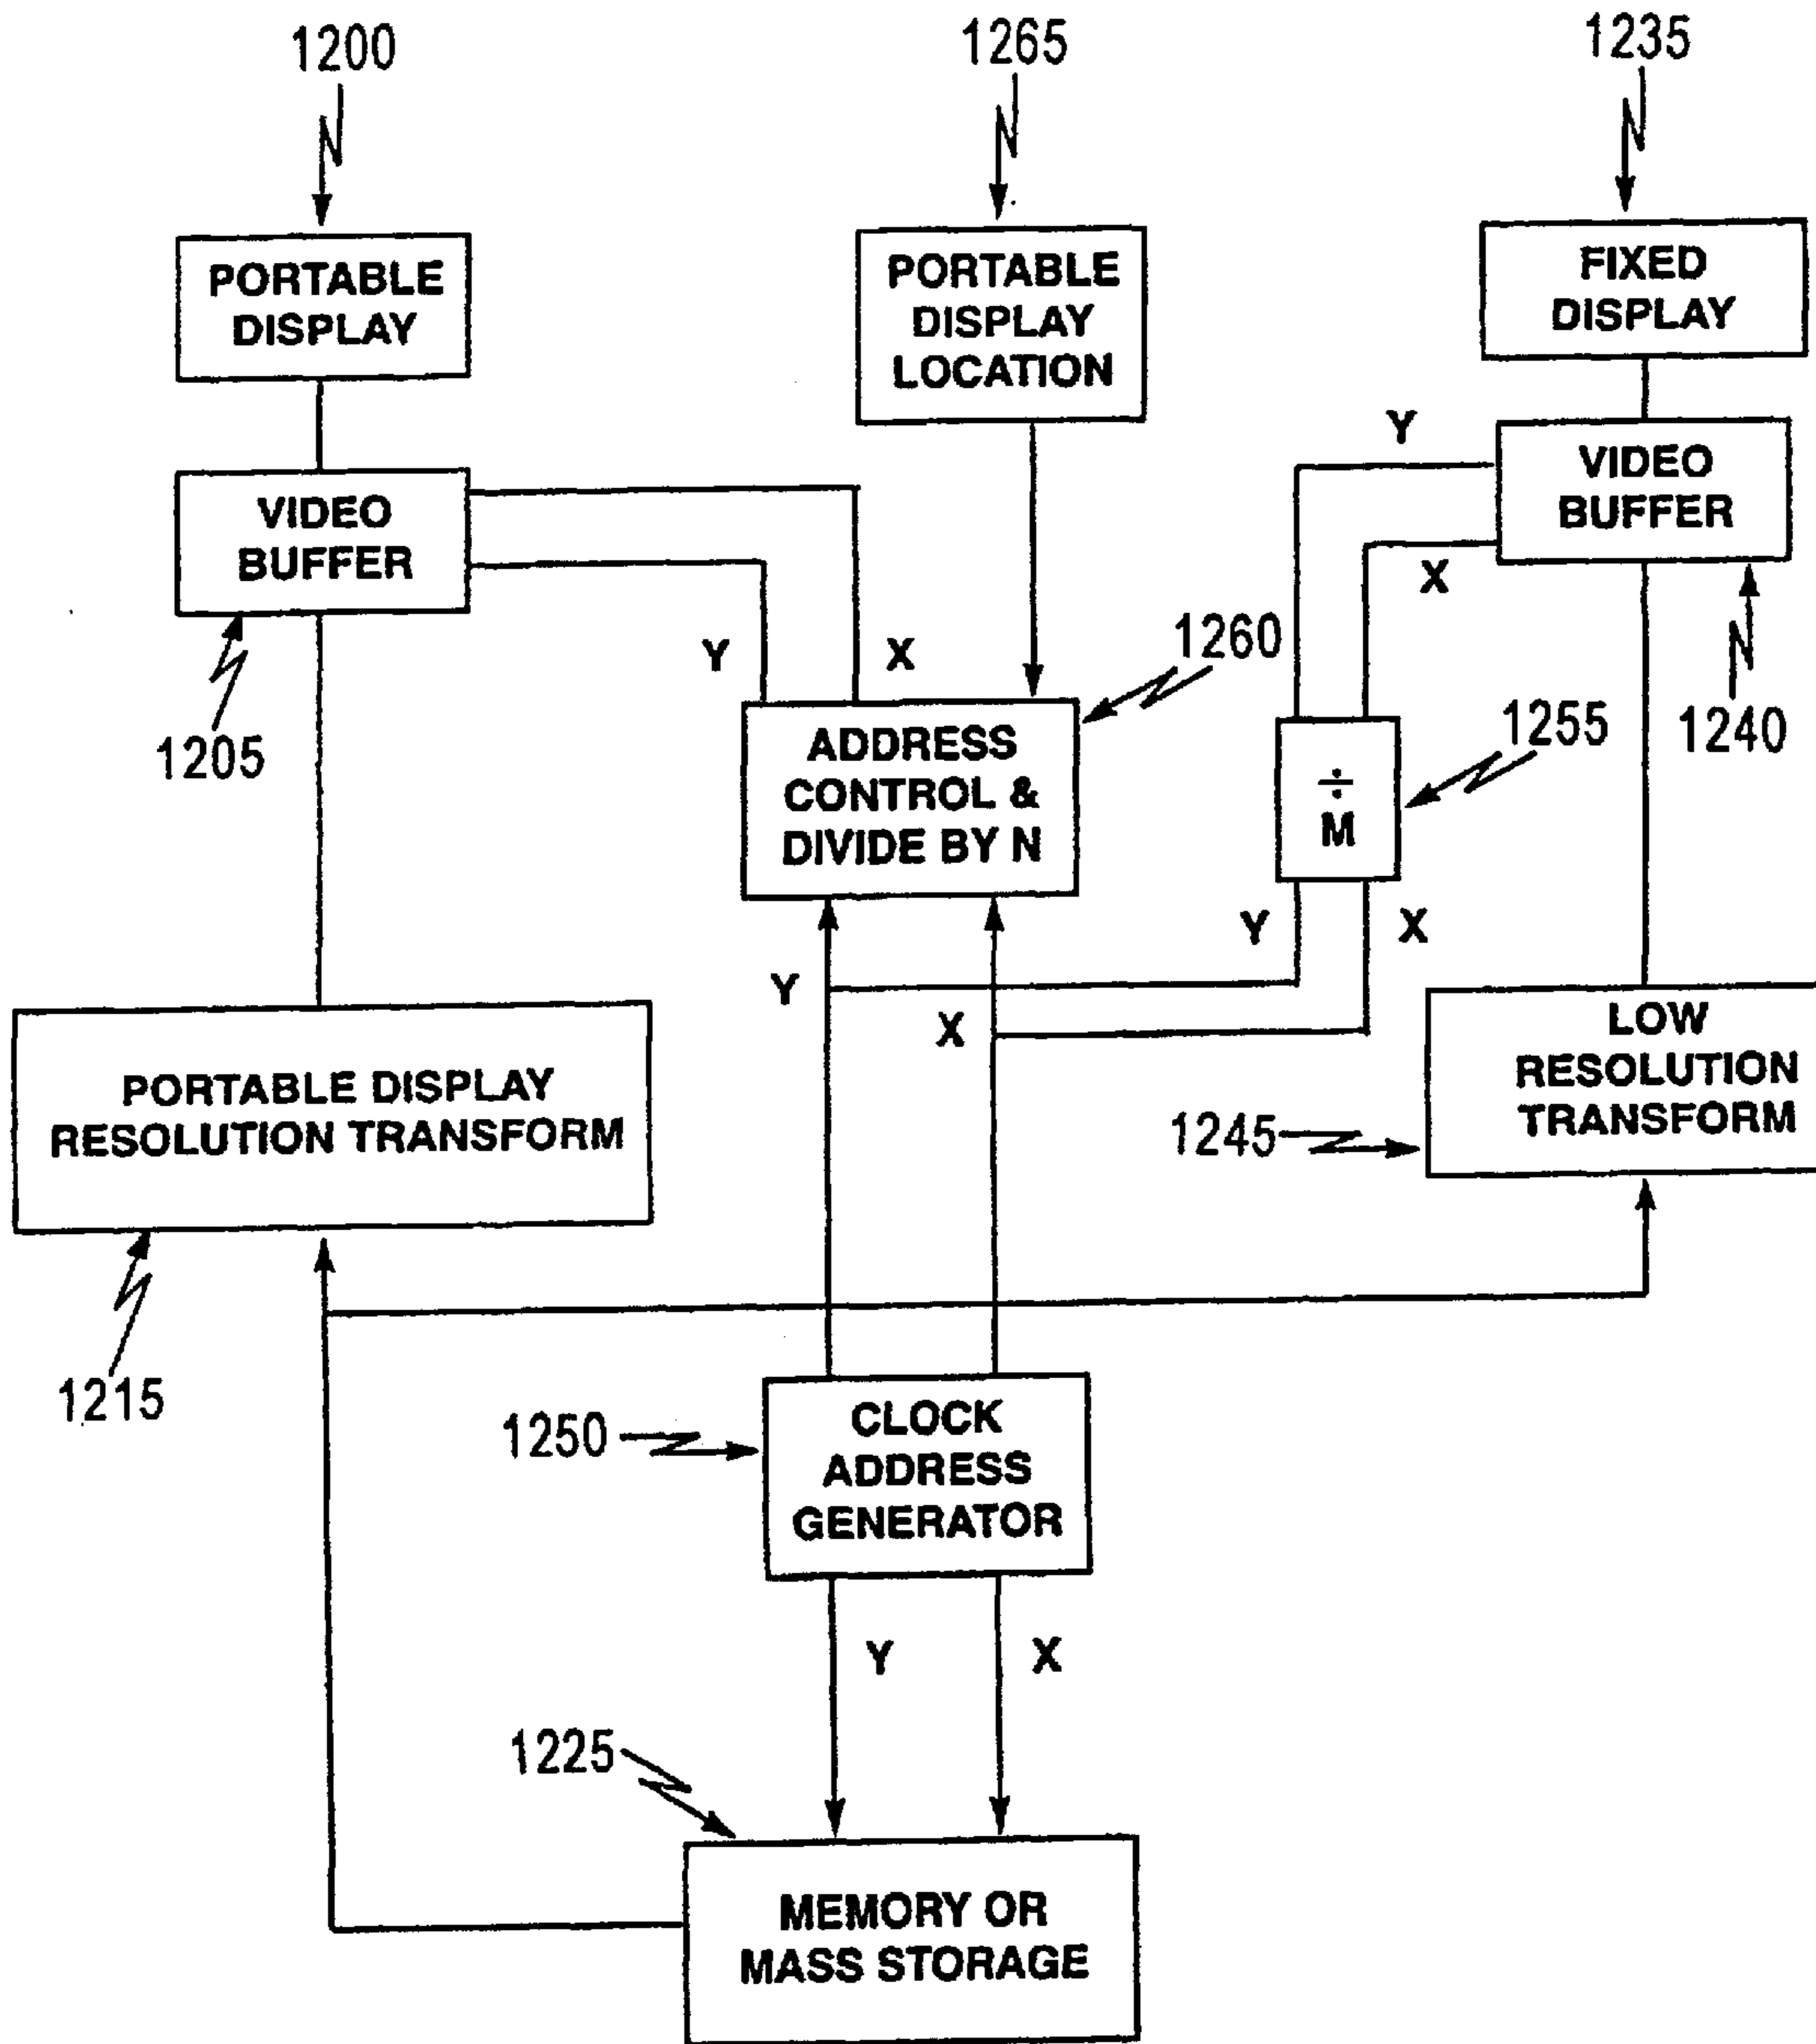 1200
1265
1235
PORTABLE
DISPLAY
PORTABLE
DISPLAY
LOCATION
FIXED
DISPLAY
VIDEO
BUFFER
Y
VIDEO
BUFFER
X
Y
X
1260
1205
1255
1240
ADDRESS
CONTROL &
DIVIDE BY N
÷
M
Y
X
Y
X
PORTABLE DISPLAY
RESOLUTION TRANSFORM
LOW
RESOLUTION
TRANSFORM
1245
1215
1250
CLOCK
ADDRESS
GENERATOR
Y
X
1225
MEMORY OR
MASS STORAGE